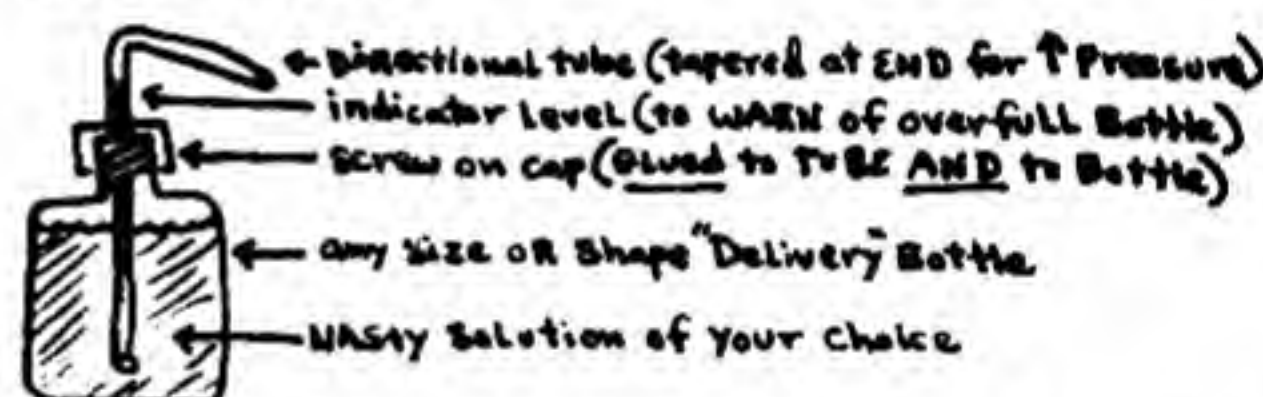 Directional tube (tapered at END for ↑ Pressure)
indicator Level (to WARN of overfull Bottle)
screw on cap (Glued to TUBE AND to Bottle)
any size OR shape "Delivery" Bottle
NASty Solution of Your Choice